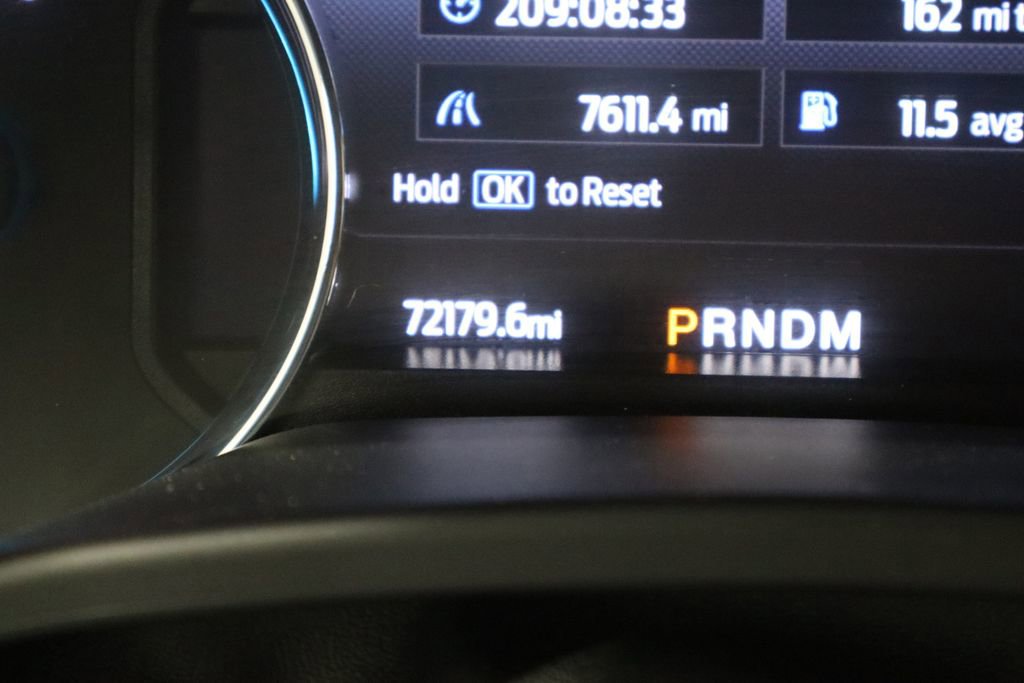 209:08:33
162 mi t
7611.4 mi
11.5 avg
Hold OK to Reset
72179.6mi
PRNDM